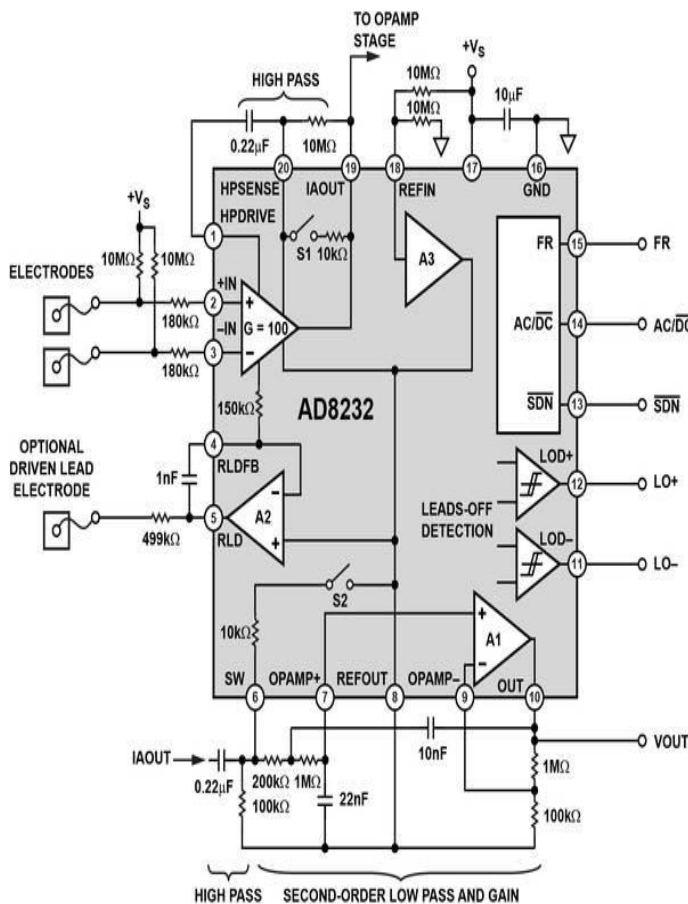 TO OPAMP
STAGE
+VS
HIGH PASS
10MΩ
10MΩ
10µF
0.22µF
10MΩ
20
19
18
17
16
HPSENSE
IAOUT
REFIN
GND
+VS
HPDRIVE
1
S1
10kΩ
A3
FR
15
FR
ELECTRODES
10MΩ
10MΩ
+IN
2
+
180kΩ
G = 100
AC/DC
14
AC/DC
–IN
3
–
180kΩ
150kΩ
AD8232
SDN
13
SDN
4
RLDFB
OPTIONAL
DRIVEN LEAD
ELECTRODE
1nF
–
A2
+
5
RLD
499kΩ
LOD+
12
LO+
LEADS-OFF
DETECTION
LOD–
11
LO–
S2
10kΩ
+
A1
–
SW
OPAMP+
REFOUT
OPAMP–
OUT
6
7
8
9
10
IAOUT
0.22µF
200kΩ
1MΩ
10nF
VOUT
1MΩ
100kΩ
22nF
100kΩ
HIGH PASS
SECOND-ORDER LOW PASS AND GAIN